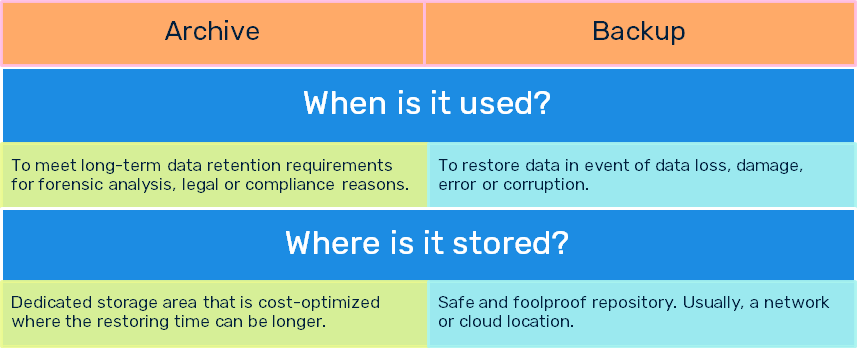 Archive
Backup
When is it used?
To meet long-term data retention requirements
for forensic analysis, legal or compliance reasons.
To restore data in event of data loss, damage,
error or corruption.
Where is it stored?
Dedicated storage area that is cost-optimized
where the restoring time can be longer.
Safe and foolproof repository. Usually, a network
or cloud location.